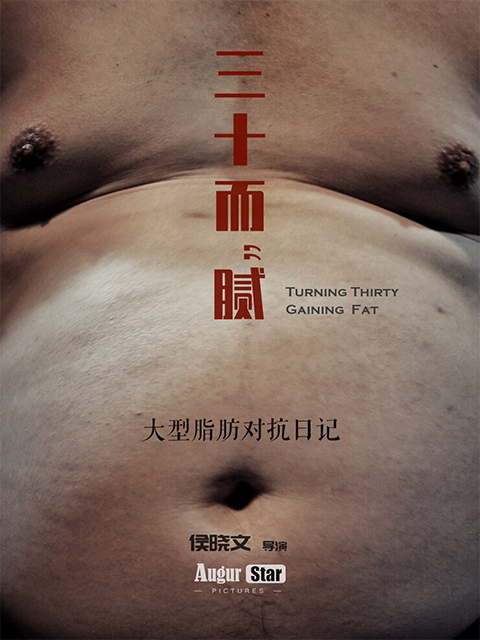 三十而”腻
TURNING THIRTY
GAINING FAT
大型脂肪对抗日记
侯晓文 导演
Augur Star
— PICTURES —